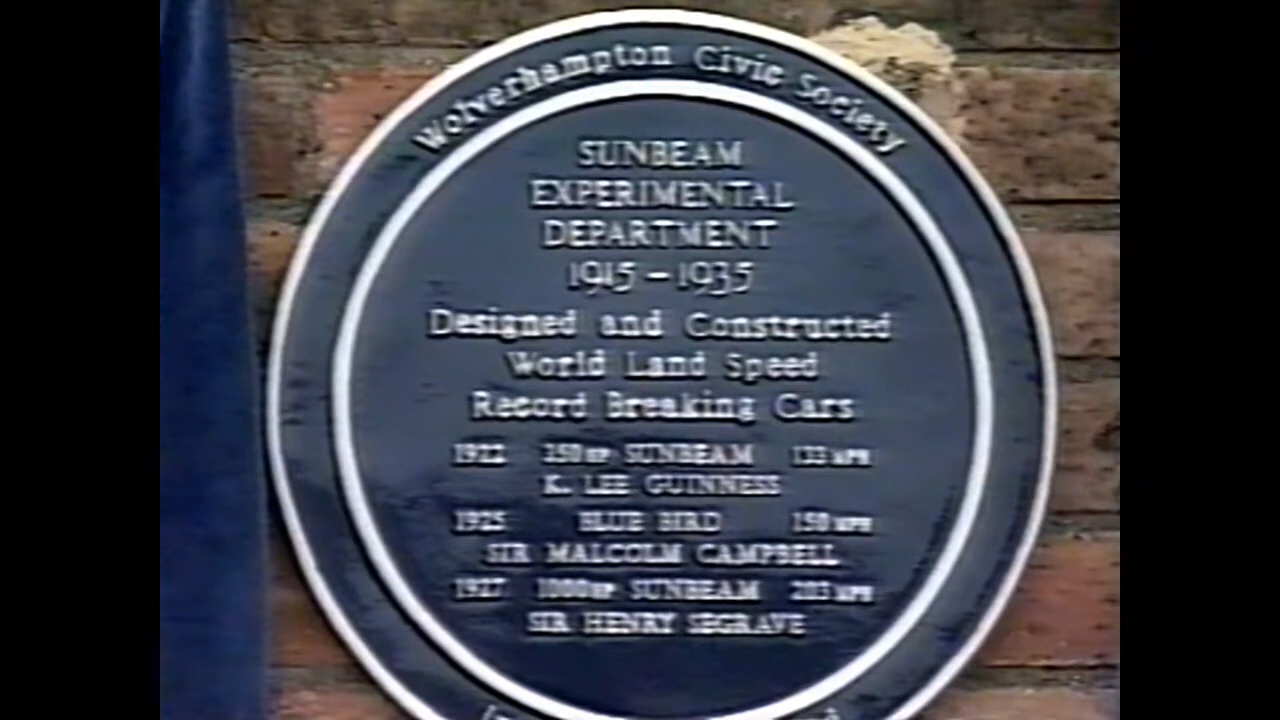 Wolverhampton Civic Society
SUNBEAM
EXPERIMENTAL
DEPARTMENT
1915 - 1935
Designed and Constructed
World Land Speed
Record Breaking Cars
1922 350HP SUNBEAM 133 MPH
K. LEE GUINNESS
1925 BLUE BIRD 150 MPH
SIR MALCOLM CAMPBELL
1927 1000HP SUNBEAM 203 MPH
SIR HENRY SEGRAVE